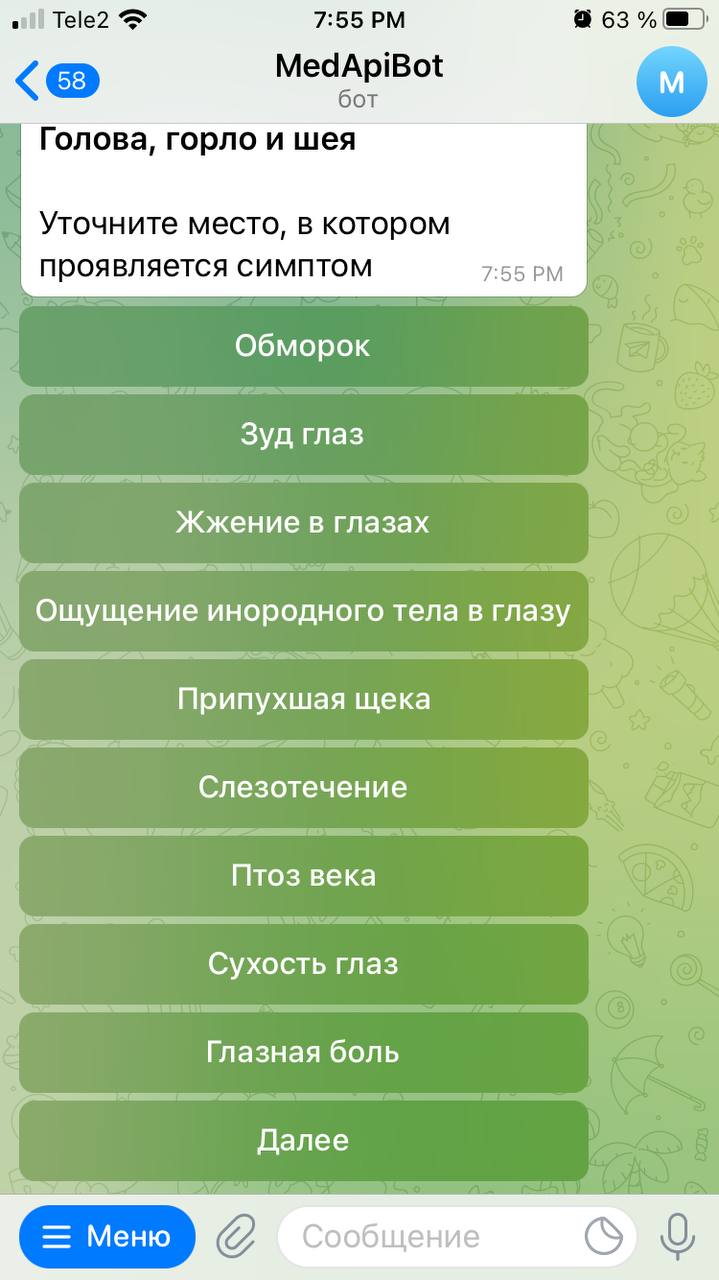 Tele2
7:55 PM
63 %
58
MedApiBot
бот
M
Голова, горло и шея
Уточните место, в котором
проявляется симптом
7:55 PM
Обморок
Зуд глаз
Жжение в глазах
Ощущение инородного тела в глазу
Припухшая щека
Слезотечение
Птоз века
Сухость глаз
Глазная боль
Далее
Меню
Сообщение